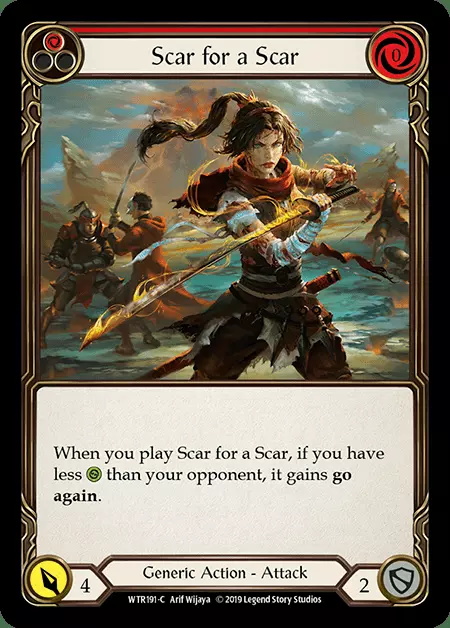 Scar for a Scar
0
When you play Scar for a Scar, if you have
less than your opponent, it gains go
again.
4
Generic Action - Attack
2
WTR191-C Arif Wijaya © 2019 Legend Story Studios